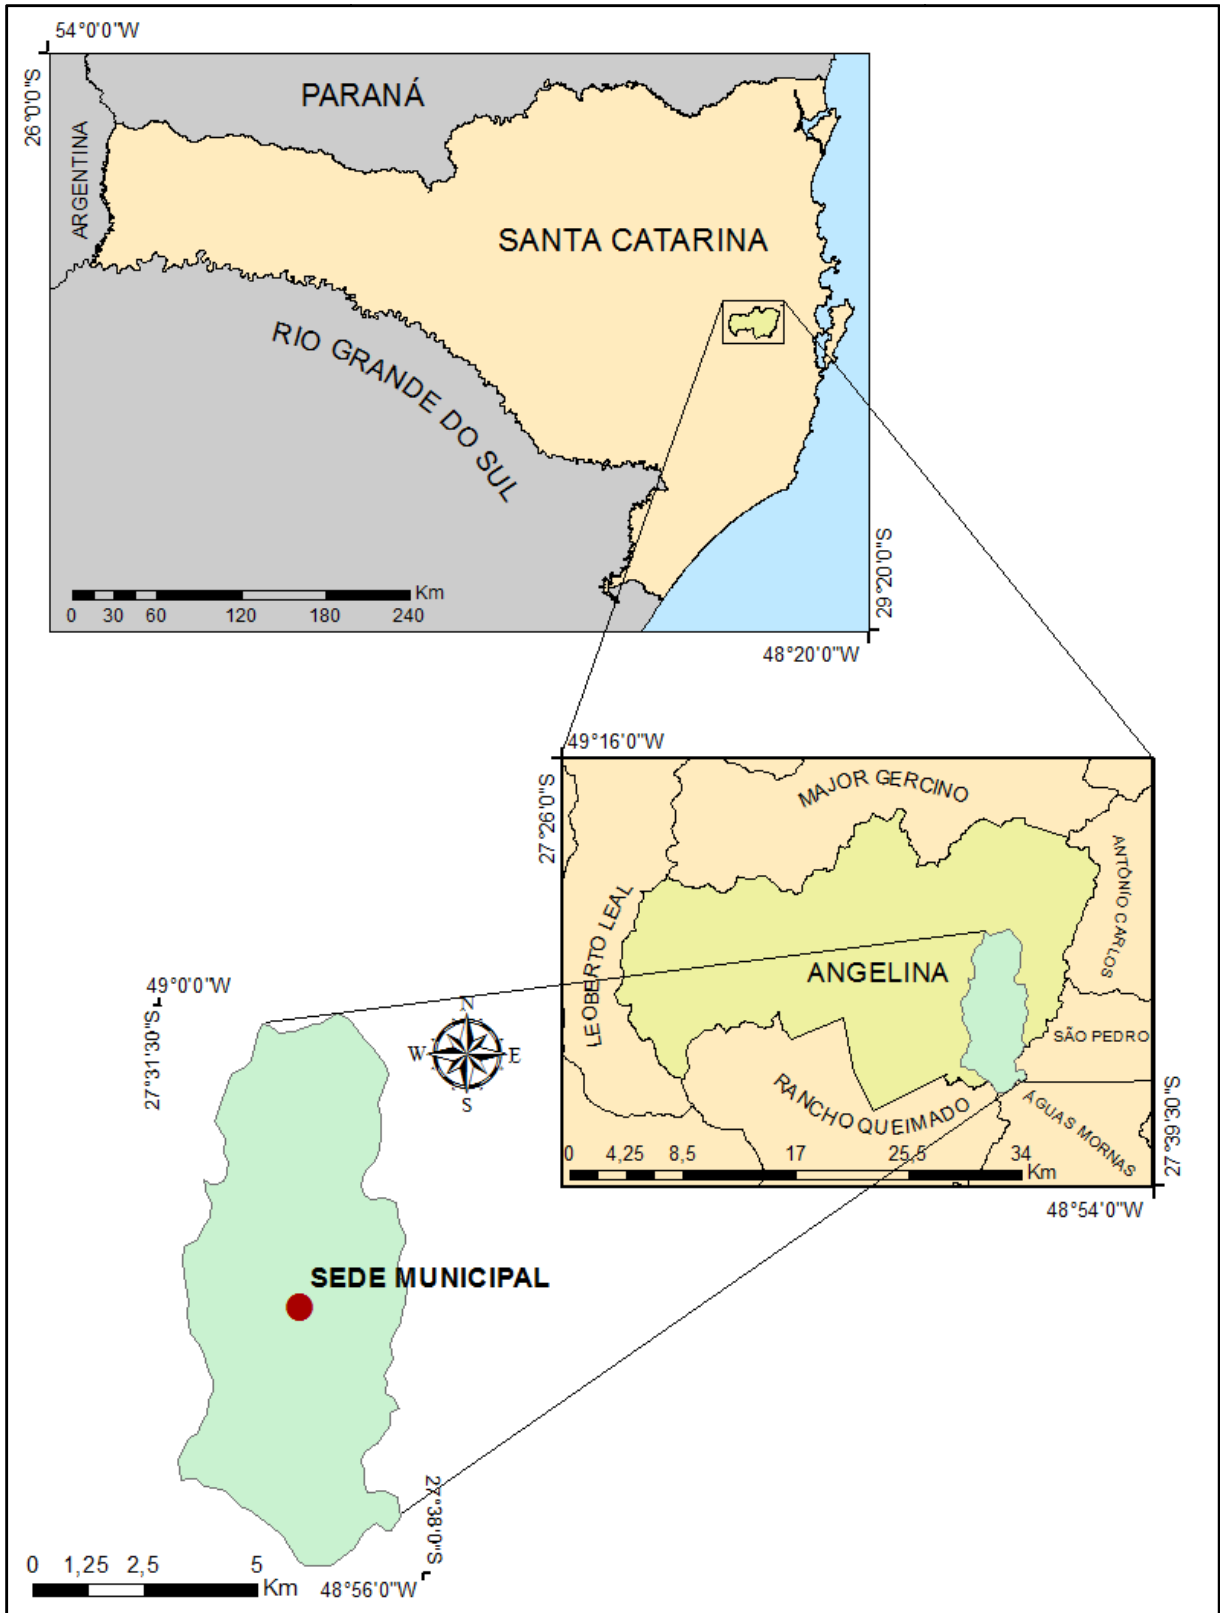 54°0'0"W
26°0'0"S
PARANÁ
ARGENTINA
SANTA CATARINA
RIO GRANDE DO SUL
Km
0 30 60 120 180 240
29°20'0"S
48°20'0"W
49°16'0"W
27°26'0"S
MAJOR GERCINO
ANTÔNIO CARLOS
LEOBERTO LEAL
ANGELINA
SÃO PEDRO
RANCHO QUEIMADO
ÁGUAS MORNAS
0 4,25 8,5 17 25,5 34
Km
27°39'30"S
48°54'0"W
49°0'0"W
27°31'30"S
N
W E
S
SEDE MUNICIPAL
27°38'0"S
0 1,25 2,5 5
Km
48°56'0"W